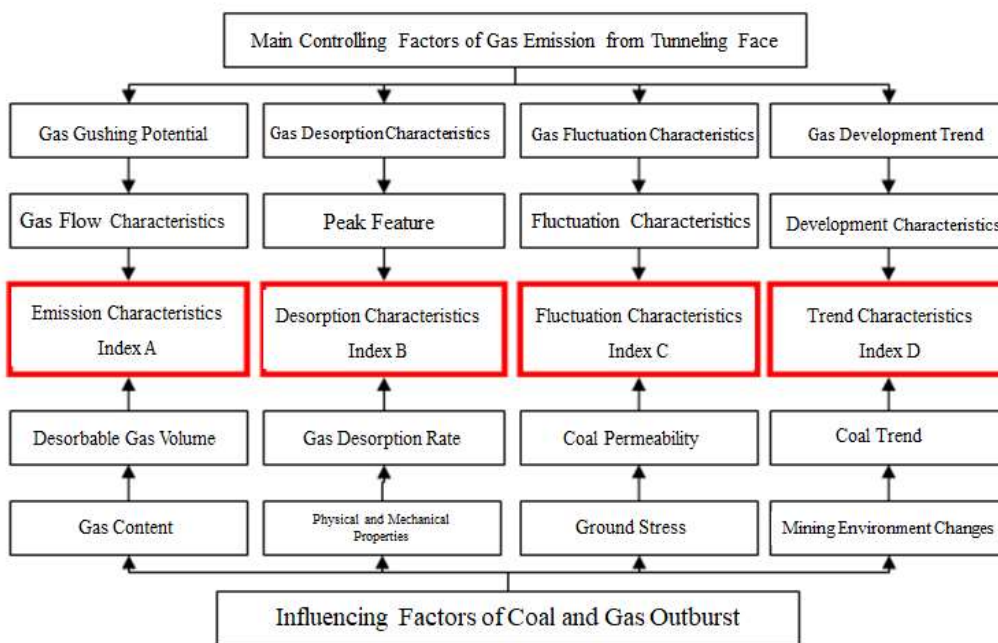 Main Controlling Factors of Gas Emission from Tunneling Face
Gas Gushing Potential
Gas Desorption Characteristics
Gas Fluctuation Characteristics
Gas Development Trend
Gas Flow Characteristics
Peak Feature
Fluctuation Characteristics
Development Characteristics
Emission Characteristics
Index A
Desorption Characteristics
Index B
Fluctuation Characteristics
Index C
Trend Characteristics
Index D
Desorbable Gas Volume
Gas Desorption Rate
Coal Permeability
Coal Trend
Gas Content
Physical and Mechanical
Properties
Ground Stress
Mining Environment Changes
Influencing Factors of Coal and Gas Outburst